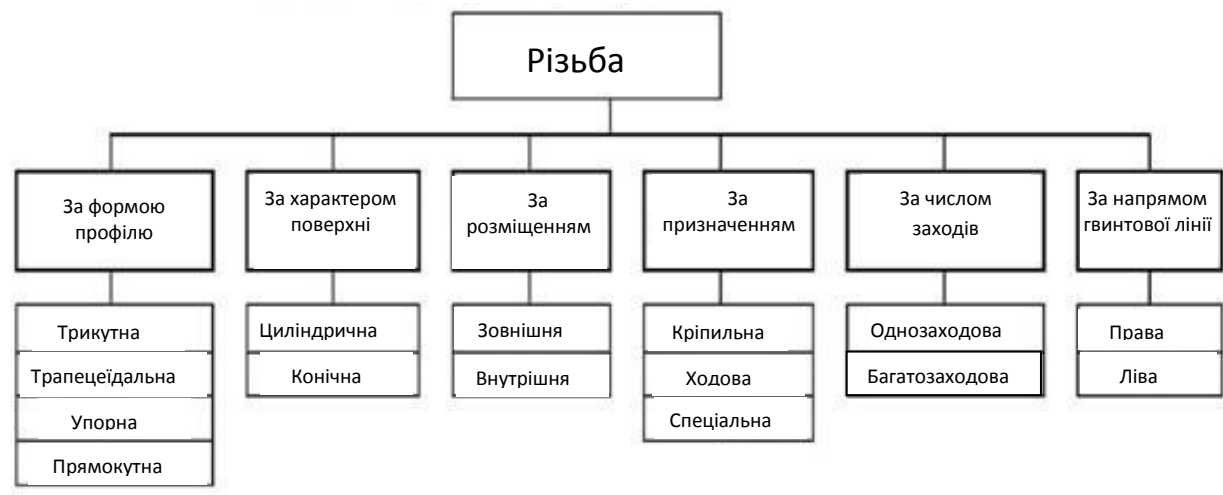 Різьба
За формою
профілю
За характером
поверхні
За
розміщенням
За
призначенням
За числом
заходів
За напрямом
гвинтової лінії
Трикутна
Трапецеїдальна
Упорна
Прямокутна
Циліндрична
Конічна
Зовнішня
Внутрішня
Кріпильна
Ходова
Спеціальна
Однозаходова
Багатозаходова
Права
Ліва